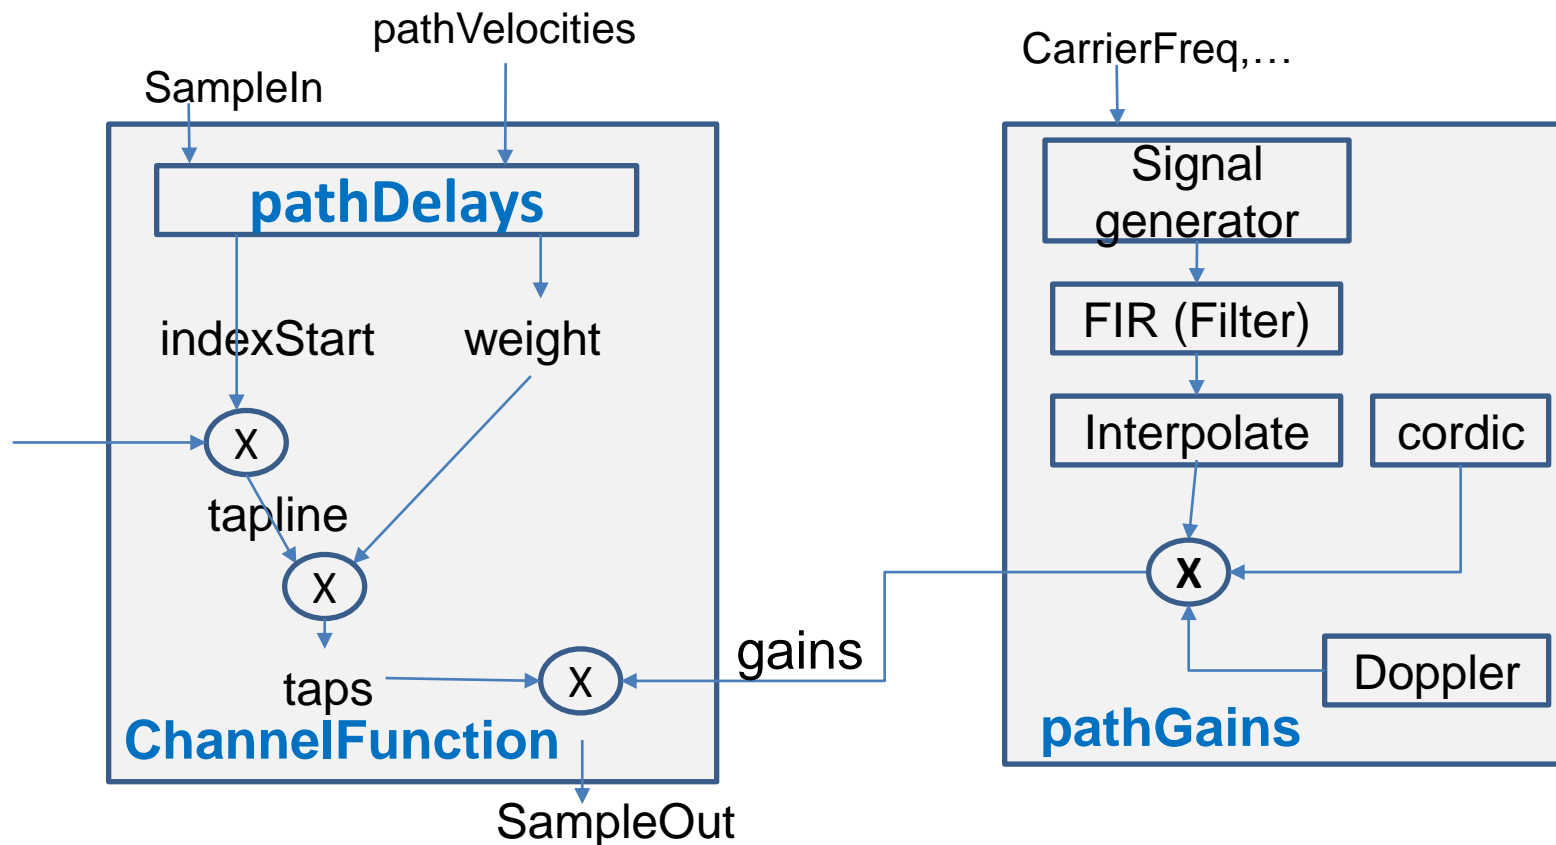 pathVelocities
SampleIn
pathDelays
indexStart
weight
X
tapline
X
taps
X
ChannelFunction
SampleOut
gains
CarrierFreq,…
Signal
generator
FIR (Filter)
Interpolate
cordic
X
Doppler
pathGains